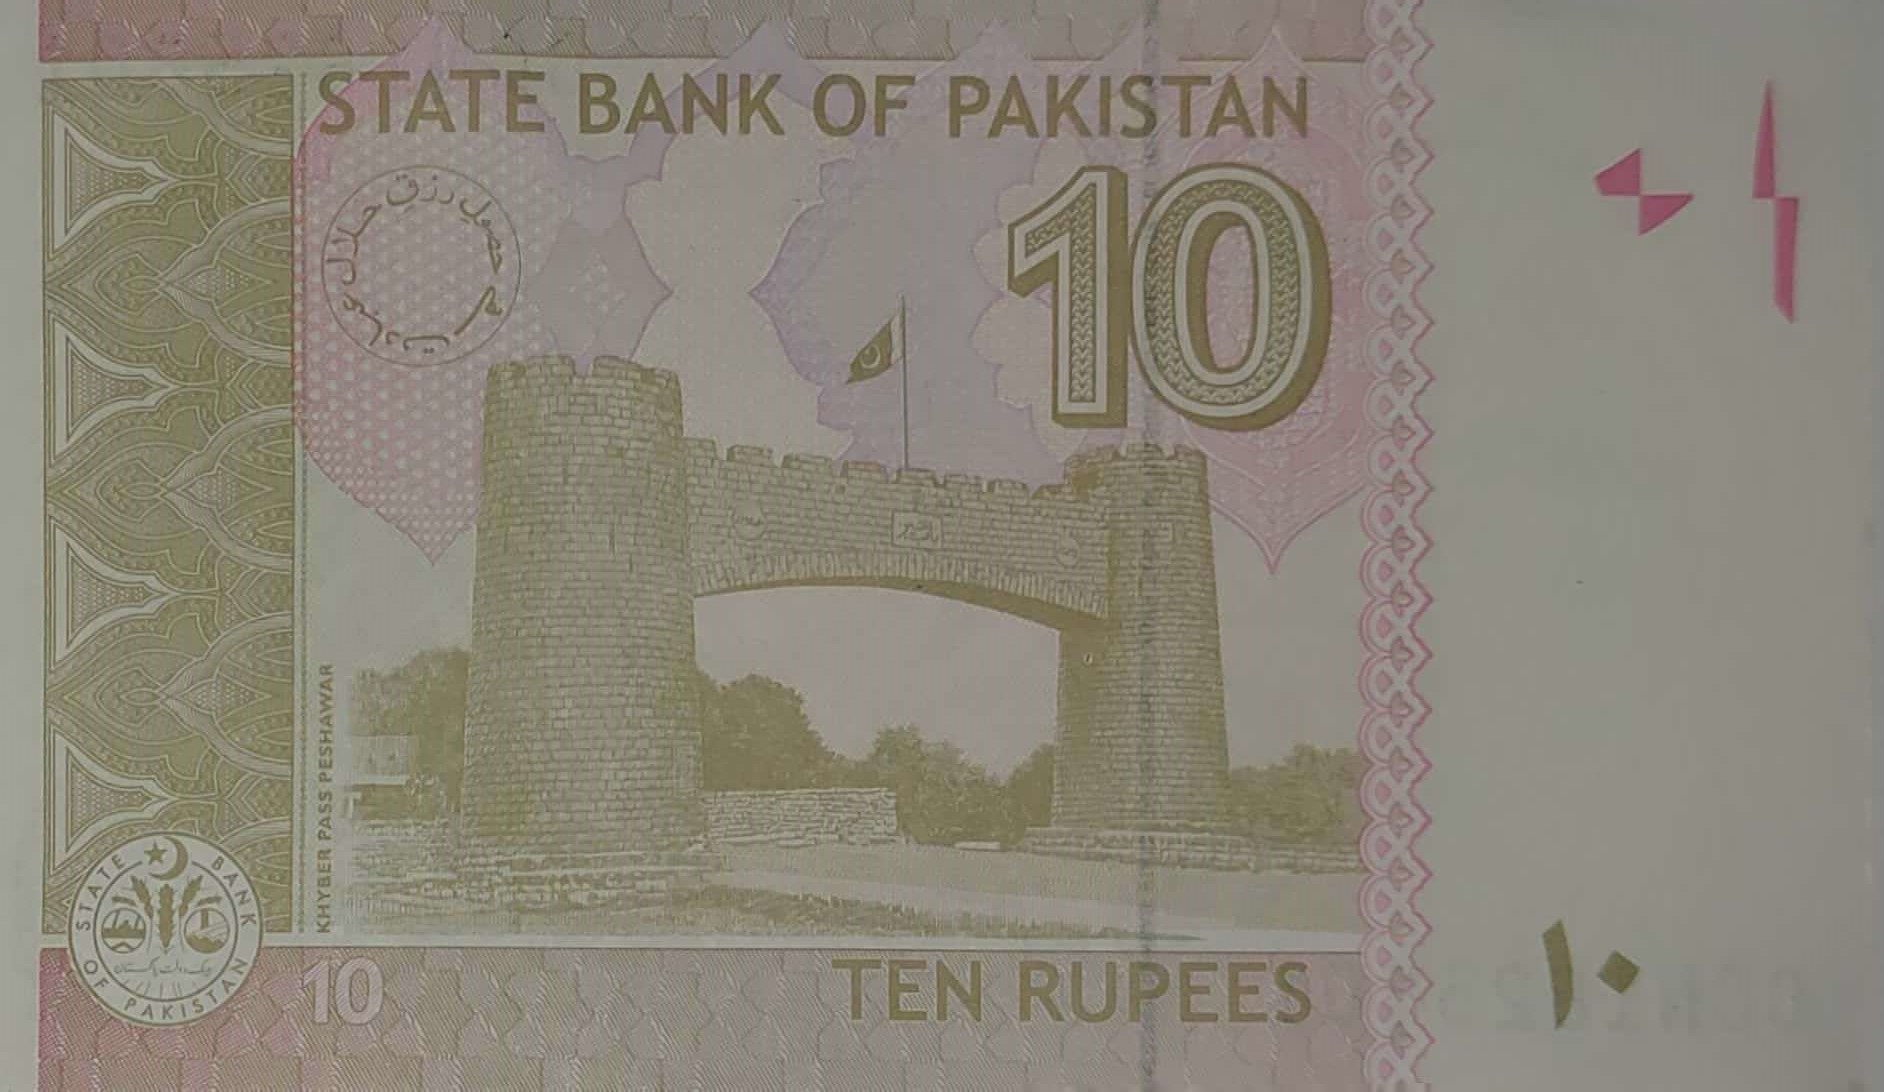 STATE BANK OF PAKISTAN
حصول رزق حلال عبادت ہے
10
باب خیبر
KHYBER PASS PESHAWAR
STATE BANK OF PAKISTAN
بینک دولت پاکستان
10
TEN RUPEES
۱۰